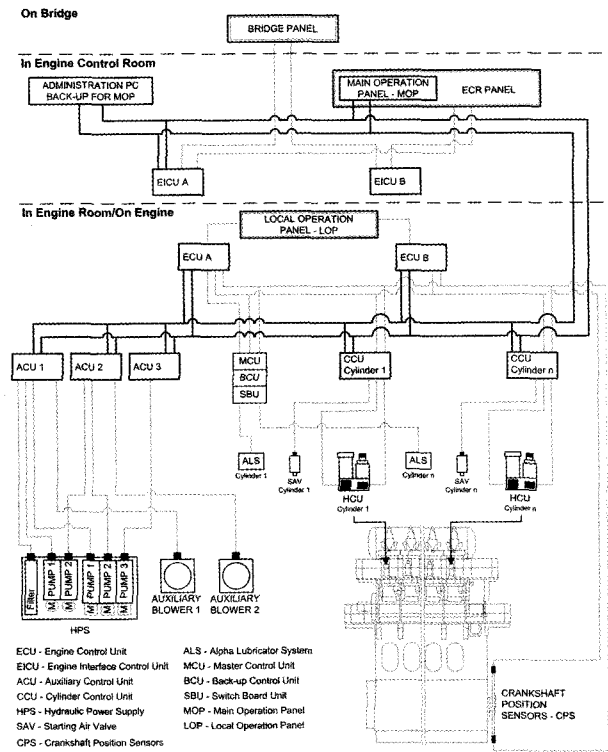 On Bridge
BRIDGE PANEL
In Engine Control Room
ADMINISTRATION PC
BACK-UP FOR MOP
MAIN OPERATION
PANEL - MOP
ECR PANEL
EICU A
EICU B
In Engine Room/On Engine
LOCAL OPERATION
PANEL - LOP
ECU A
ECU B
ACU 1
ACU 2
ACU 3
MCU
BCU
SBU
CCU
Cylinder 1
CCU
Cylinder n
ALS
Cylinder 1
SAV
Cylinder 1
HCU
Cylinder 1
ALS
Cylinder n
SAV
Cylinder n
HCU
Cylinder n
Filter
M PUMP 1
M PUMP 2
M PUMP 1
M PUMP 2
M PUMP 3
HPS
AUXILIARY
BLOWER 1
AUXILIARY
BLOWER 2
ECU - Engine Control Unit
EICU - Engine Interface Control Unit
ACU - Auxiliary Control Unit
CCU - Cylinder Control Unit
HPS - Hydraulic Power Supply
SAV - Starting Air Valve
CPS - Crankshaft Position Sensors
ALS - Alpha Lubricator System
MCU - Master Control Unit
BCU - Back-up Control Unit
SBU - Switch Board Unit
MOP - Main Operation Panel
LOP - Local Operation Panel
CRANKSHAFT
POSITION
SENSORS - CPS